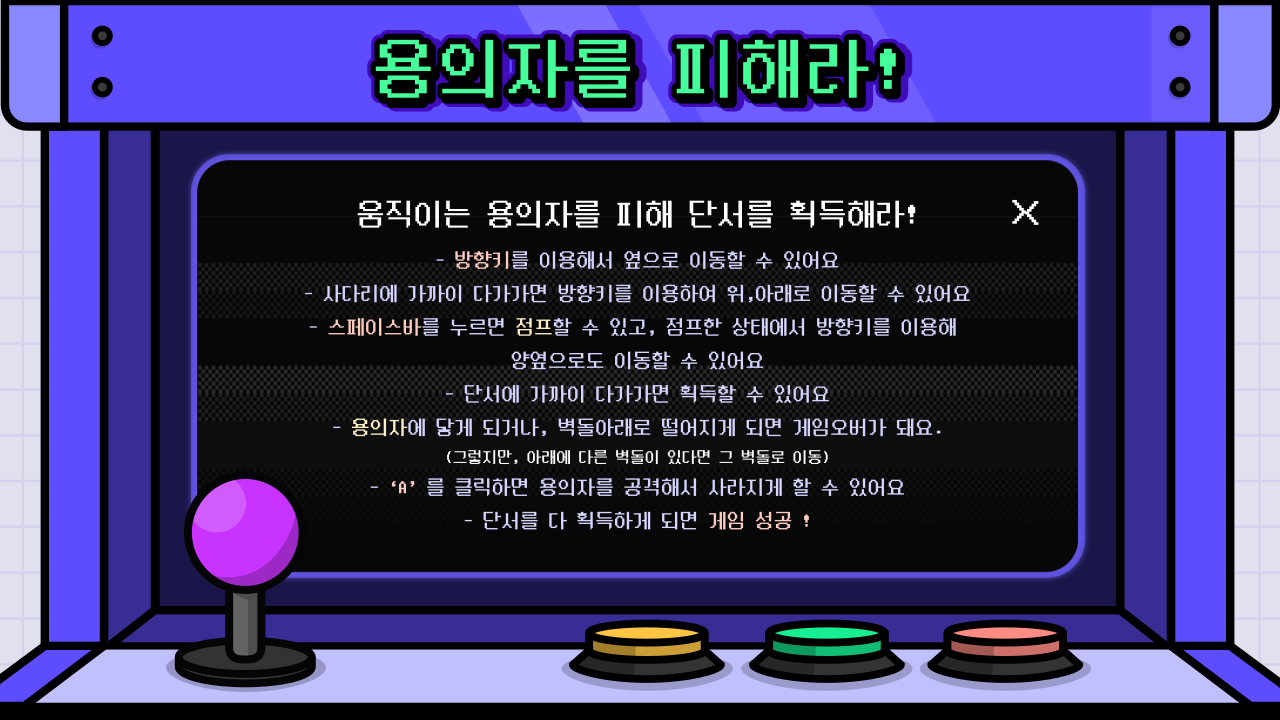 용의자를 피해라!
움직이는 용의자를 피해 단서를 획득해라!
- 방향키를 이용해서 옆으로 이동할 수 있어요
- 사다리에 가까이 다가가면 방향키를 이용하여 위,아래로 이동할 수 있어요
- 스페이스바를 누르면 점프할 수 있고, 점프한 상태에서 방향키를 이용해
양옆으로도 이동할 수 있어요
- 단서에 가까이 다가가면 획득할 수 있어요
- 용의자에 닿게 되거나, 벽돌아래로 떨어지게 되면 게임오버가 돼요.
(그렇지만, 아래에 다른 벽돌이 있다면 그 벽돌로 이동)
- ‘A’ 를 클릭하면 용의자를 공격해서 사라지게 할 수 있어요
- 단서를 다 획득하게 되면 게임 성공 !